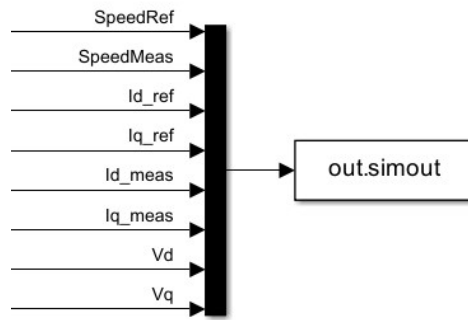 SpeedRef
SpeedMeas
Id_ref
Iq_ref
Id_meas
Iq_meas
Vd
Vq
out.simout